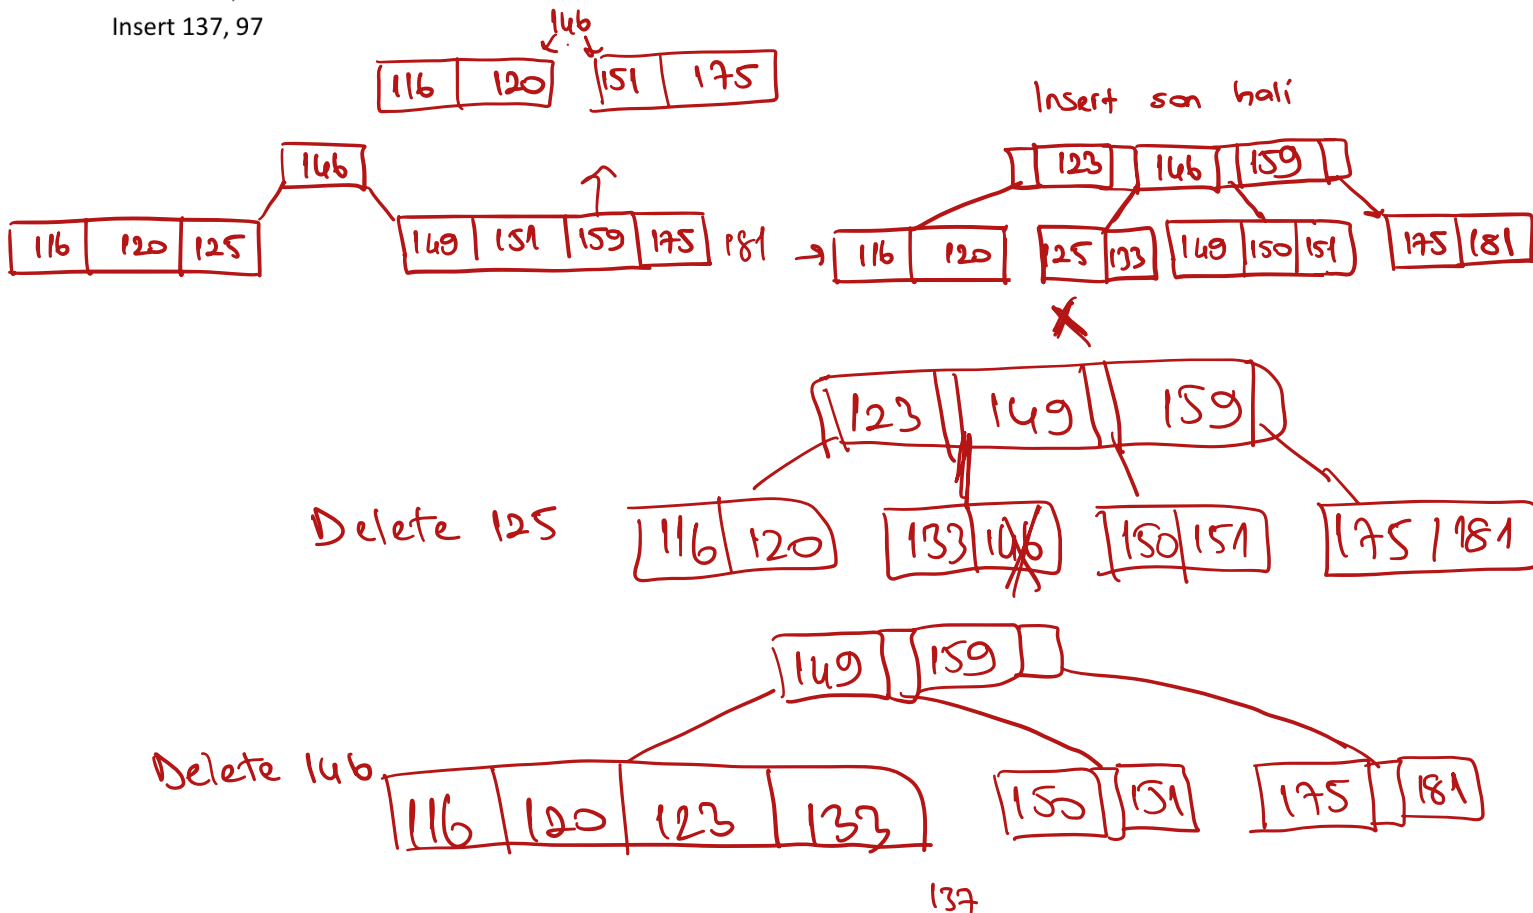 Insert 137, 97
146
116 120 151 175
Insert son hali
146
123 146 159
116 120 125 149 151 159 175 181
116 120 125 133 149 150 151 175 181
123 149 159
Delete 125 116 120 133 146 150 151 175 181
149 159
Delete 146 116 120 123 133 150 151 175 181
137